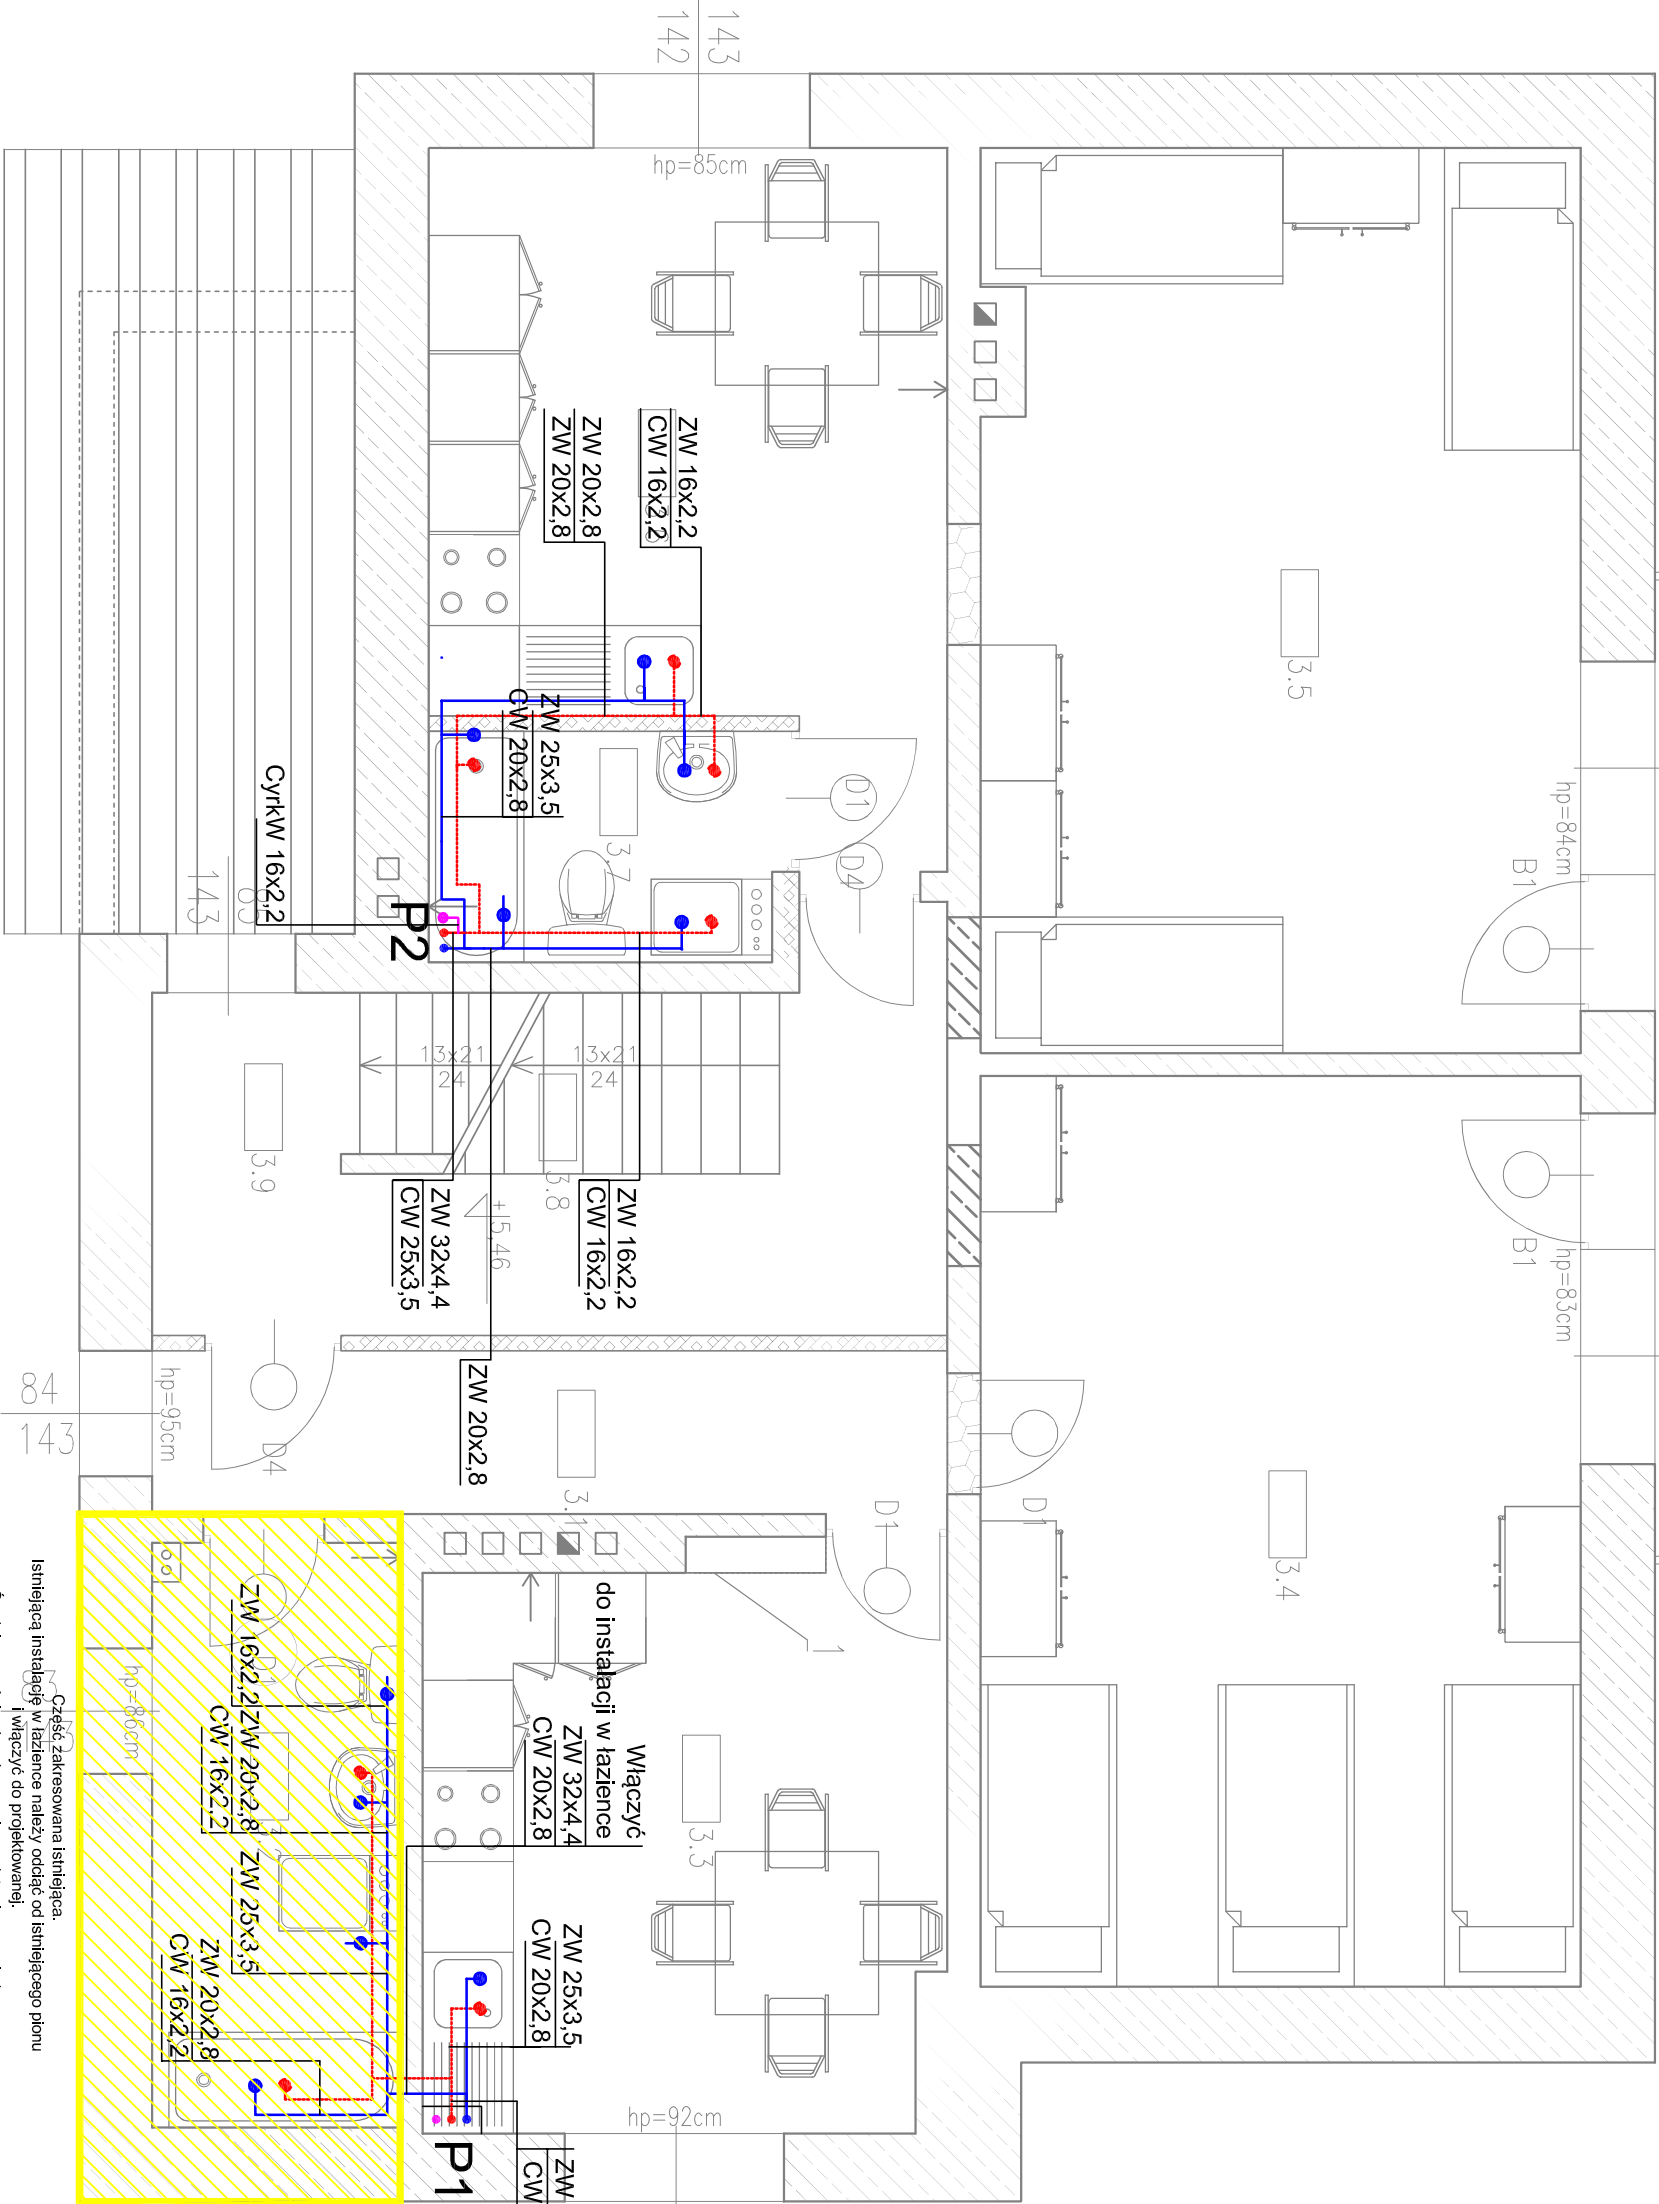 143
142
hp=85cm
ZW 16x2,2
CW 16x2,2
ZW 20x2,8
ZW 20x2,8
3.5
hp=84cm
B1
ZW 25x3,5
CW 20x2,8
3.7
D1
D4
CyrkW 16x2,2
143
P2
13x21
24
13x21
24
3.9
3.8
+5,46
ZW 32x4,4
CW 25x3,5
ZW 16x2,2
CW 16x2,2
B1
hp=83cm
84
143
hp=95cm
D4
ZW 20x2,8
3.1
D1
D1
3.4
1
Włączyć
do instalacji w łazience
ZW 32x4,4
CW 20x2,8
3.3
ZW 25x3,5
CW 20x2,8
ZW 16x2,2
ZW 20x2,8
CW 16x2,2
ZW 25x3,5
ZW 20x2,8
CW 16x2,2
D1
hp=86cm
hp=92cm
P1
ZW
CW
Cześć zakresowana istniejąca.
Istniejącą instalację w łazience należy odciąć od istniejącego pionu
i włączyć do projektowanej.